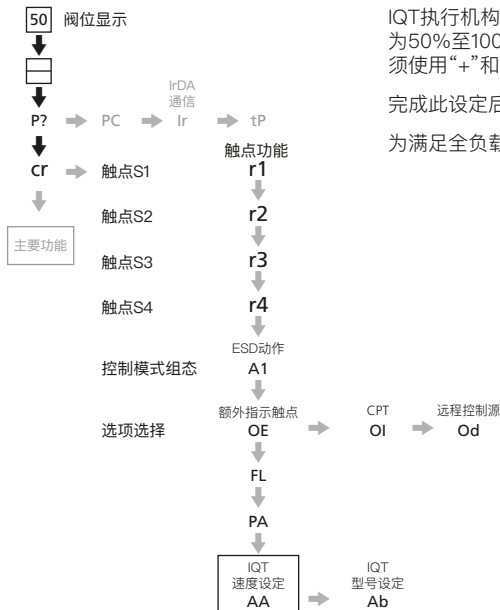 50 阀位显示
IQT执行机构
为50%至100
须使用“+”和
IrDA
通信
P? PC Ir tP
完成此设定后
触点功能
为满足全负载
cr 触点S1 r1
触点S2 r2
主要功能
触点S3 r3
触点S4 r4
ESD动作
控制模式组态 A1
额外指示触点 CPT 远程控制源
选项选择 OE OI Od
FL
PA
IQT IQT
速度设定 型号设定
AA Ab